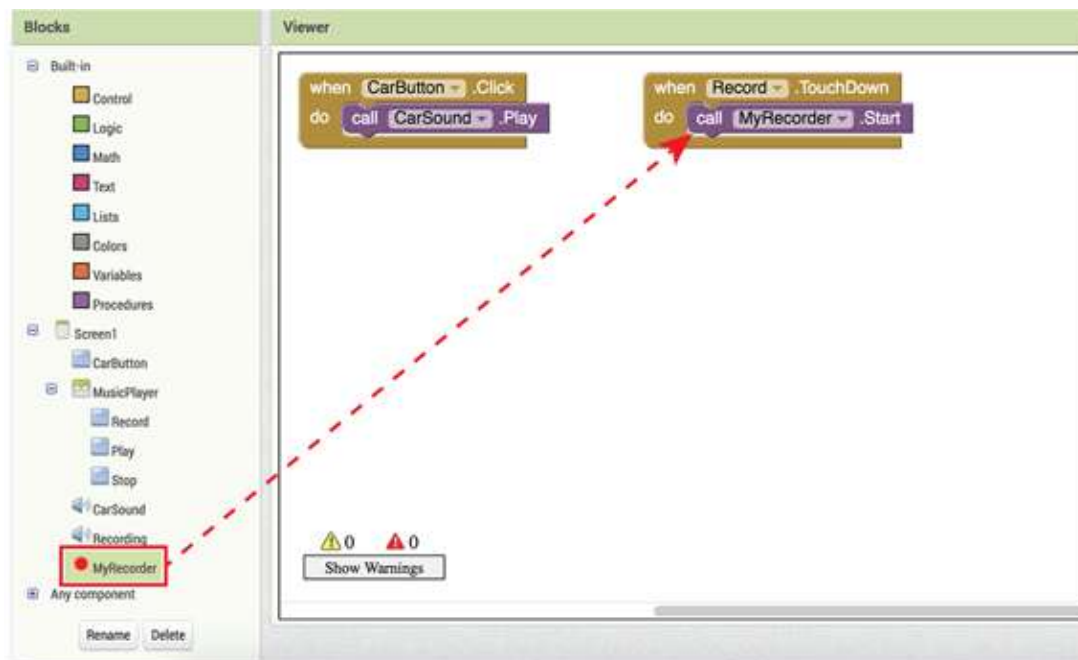 Blocks
Built-in
Control
Logic
Math
Text
Lists
Colors
Variables
Procedures
Screen1
CarButton
MusicPlayer
Record
Play
Stop
CarSound
Recording
MyRecorder
Any component
Rename Delete
Viewer
when CarButton .Click
do call CarSound .Play
when Record .TouchDown
do call MyRecorder .Start
0 0
Show Warnings